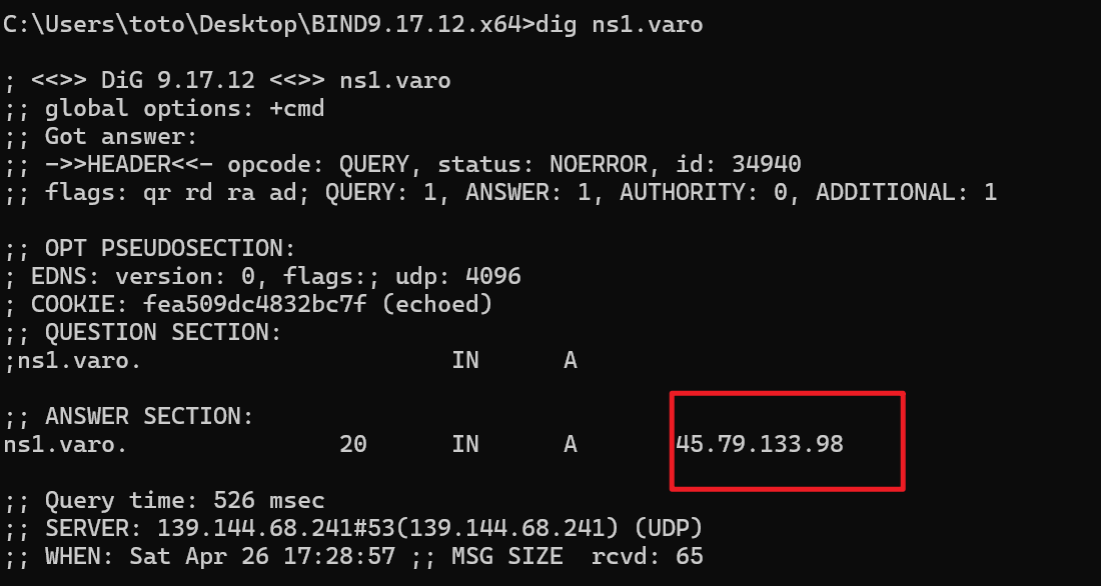 C:\Users\toto\Desktop\BIND9.17.12.x64>dig ns1.varo
; <<>> DiG 9.17.12 <<>> ns1.varo
;; global options: +cmd
;; Got answer:
;; ->>HEADER<<- opcode: QUERY, status: NOERROR, id: 34940
;; flags: qr rd ra ad; QUERY: 1, ANSWER: 1, AUTHORITY: 0, ADDITIONAL: 1
;; OPT PSEUDOSECTION:
; EDNS: version: 0, flags:; udp: 4096
; COOKIE: fea509dc4832bc7f (echoed)
;; QUESTION SECTION:
;ns1.varo. IN A
;; ANSWER SECTION:
ns1.varo. 20 IN A 45.79.133.98
;; Query time: 526 msec
;; SERVER: 139.144.68.241#53(139.144.68.241) (UDP)
;; WHEN: Sat Apr 26 17:28:57 ;; MSG SIZE rcvd: 65